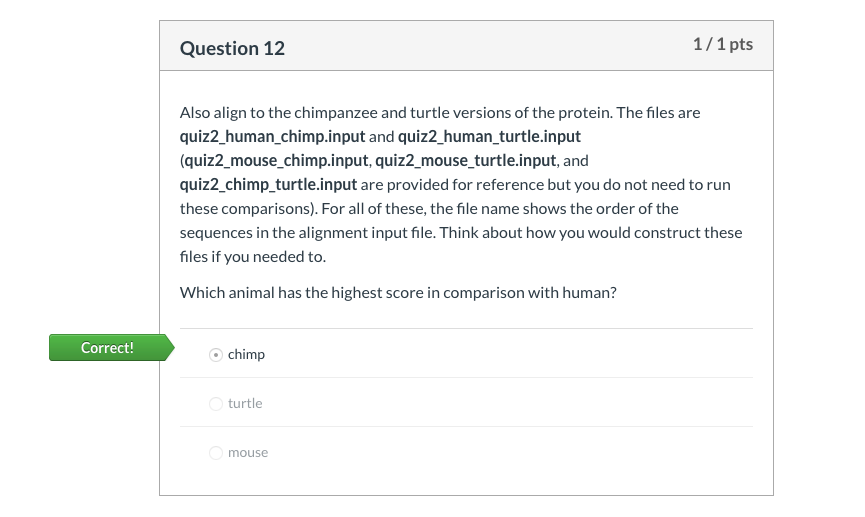 Question 12
1 / 1 pts
Also align to the chimpanzee and turtle versions of the protein. The files are
quiz2_human_chimp.input and quiz2_human_turtle.input
(quiz2_mouse_chimp.input, quiz2_mouse_turtle.input, and
quiz2_chimp_turtle.input are provided for reference but you do not need to run
these comparisons). For all of these, the file name shows the order of the
sequences in the alignment input file. Think about how you would construct these
files if you needed to.
Which animal has the highest score in comparison with human?
Correct!
chimp
turtle
mouse